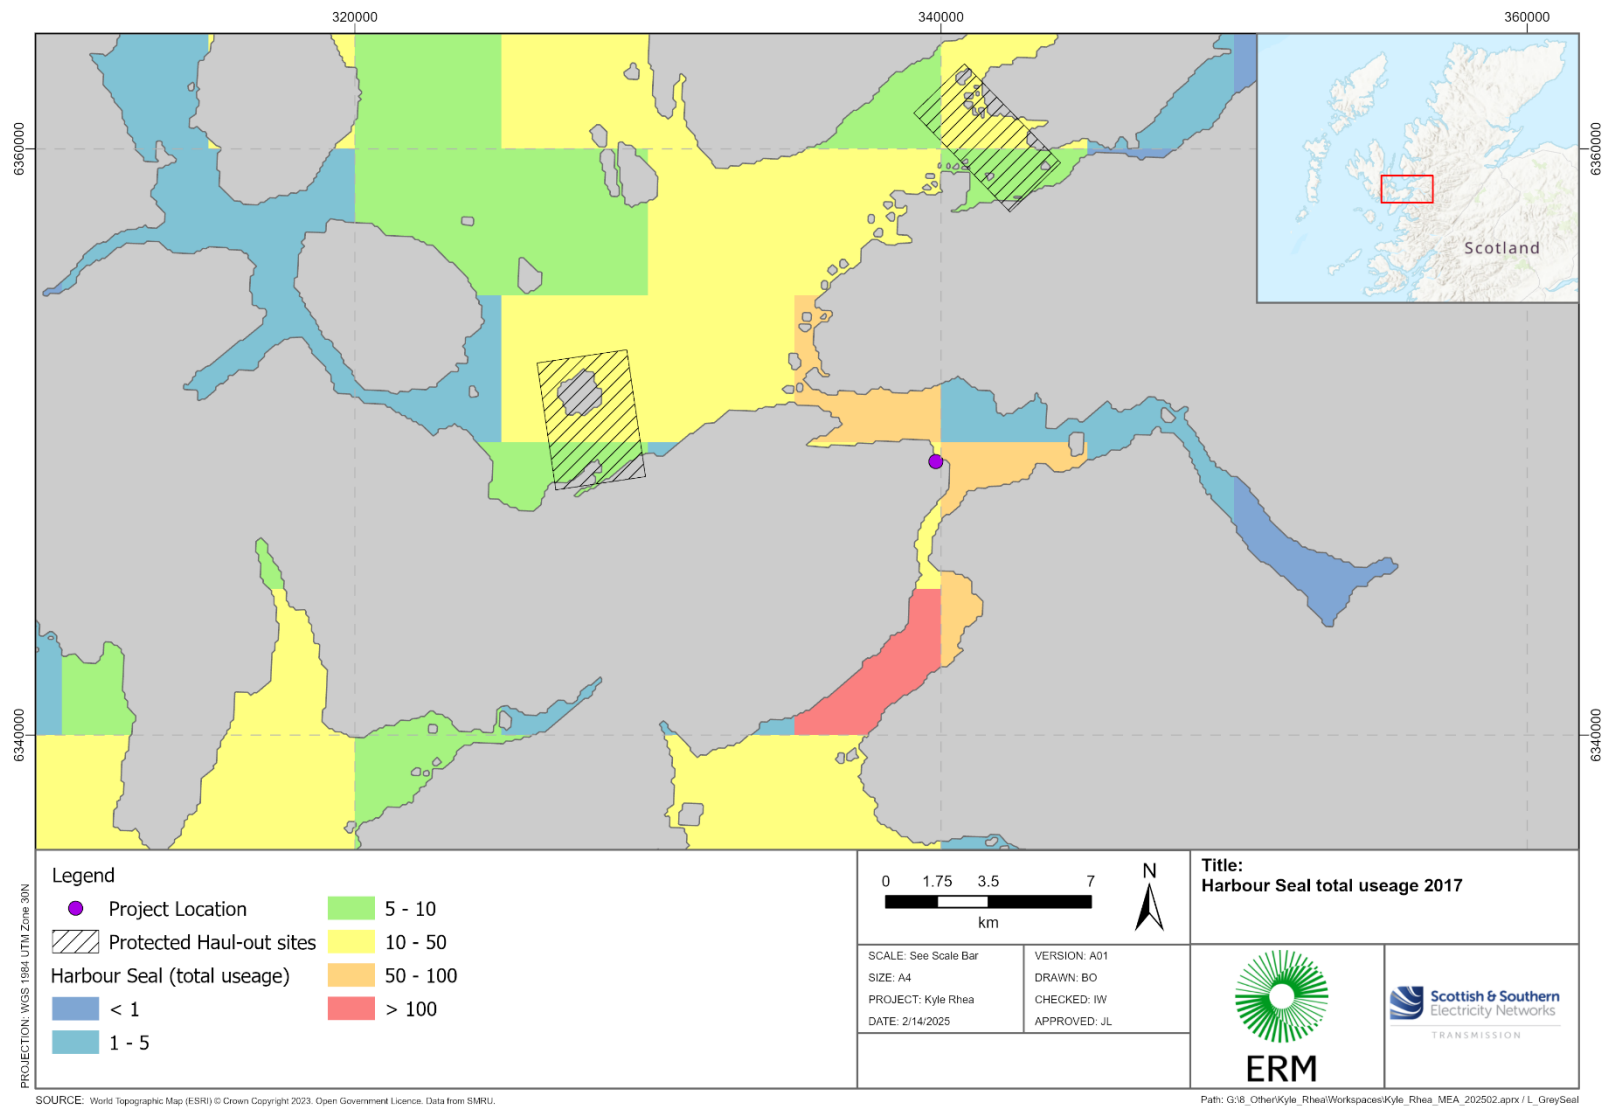 320000
340000
360000
6360000
6360000
Scotland
6340000
6340000
PROJECTION: WGS 1984 UTM Zone 30N
Legend
Project Location
Protected Haul-out sites
Harbour Seal (total useage)
< 1
1 - 5
5 - 10
10 - 50
50 - 100
> 100
0 1.75 3.5 7
km
N
SCALE: See Scale Bar
SIZE: A4
PROJECT: Kyle Rhea
DATE: 2/14/2025
VERSION: A01
DRAWN: BO
CHECKED: IW
APPROVED: JL
Title:
Harbour Seal total useage 2017
ERM
Scottish & Southern
Electricity Networks
TRANSMISSION
SOURCE: World Topographic Map (ESRI) © Crown Copyright 2023. Open Government Licence. Data from SMRU.
Path: G:\8_Other\Kyle_Rhea\Workspaces\Kyle_Rhea_MEA_202502.aprx / L_GreySeal